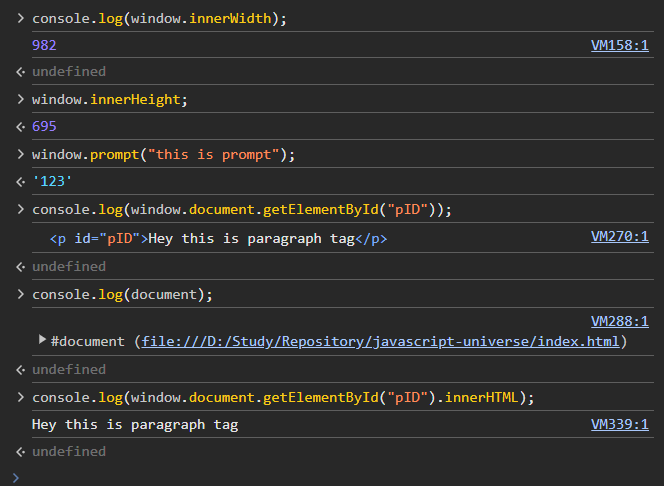 > console.log(window.innerWidth);
982 VM158:1
undefined
> window.innerHeight;
695
> window.prompt("this is prompt");
'123'
> console.log(window.document.getElementById("pID"));
<p id="pID">Hey this is paragraph tag</p> VM270:1
undefined
> console.log(document);
VM288:1
#document (file:///D:/Study/Repository/javascript-universe/index.html)
undefined
> console.log(window.document.getElementById("pID").innerHTML);
Hey this is paragraph tag VM339:1
undefined
>